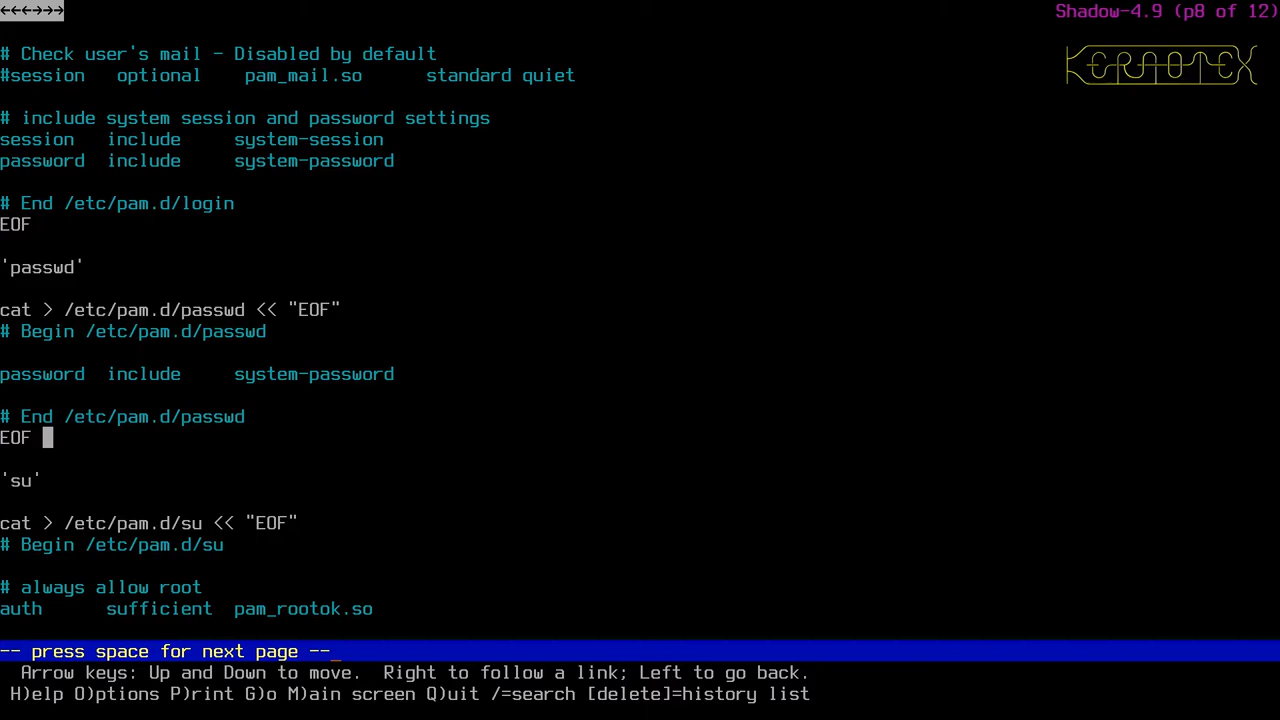 ←←←→→→
Shadow-4.9 (p8 of 12)
KERAOTEX
# Check user's mail - Disabled by default
#session   optional    pam_mail.so      standard quiet
# include system session and password settings
session   include     system-session
password  include     system-password
# End /etc/pam.d/login
EOF
'passwd'
cat > /etc/pam.d/passwd << "EOF"
# Begin /etc/pam.d/passwd
password  include     system-password
# End /etc/pam.d/passwd
EOF
'su'
cat > /etc/pam.d/su << "EOF"
# Begin /etc/pam.d/su
# always allow root
auth      sufficient  pam_rootok.so
-- press space for next page --
Arrow keys: Up and Down to move.  Right to follow a link; Left to go back.
H)elp O)ptions P)rint G)o M)ain screen Q)uit /=search [delete]=history list